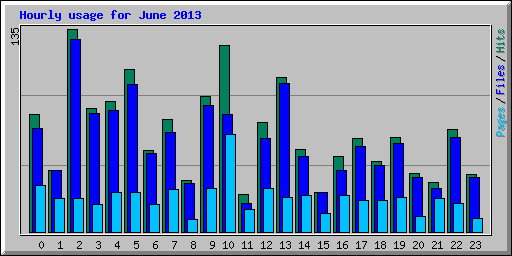 Hourly usage for June 2013
135
Pages/Files/Hits
0 1 2 3 4 5 6 7 8 9 10 11 12 13 14 15 16 17 18 19 20 21 22 23